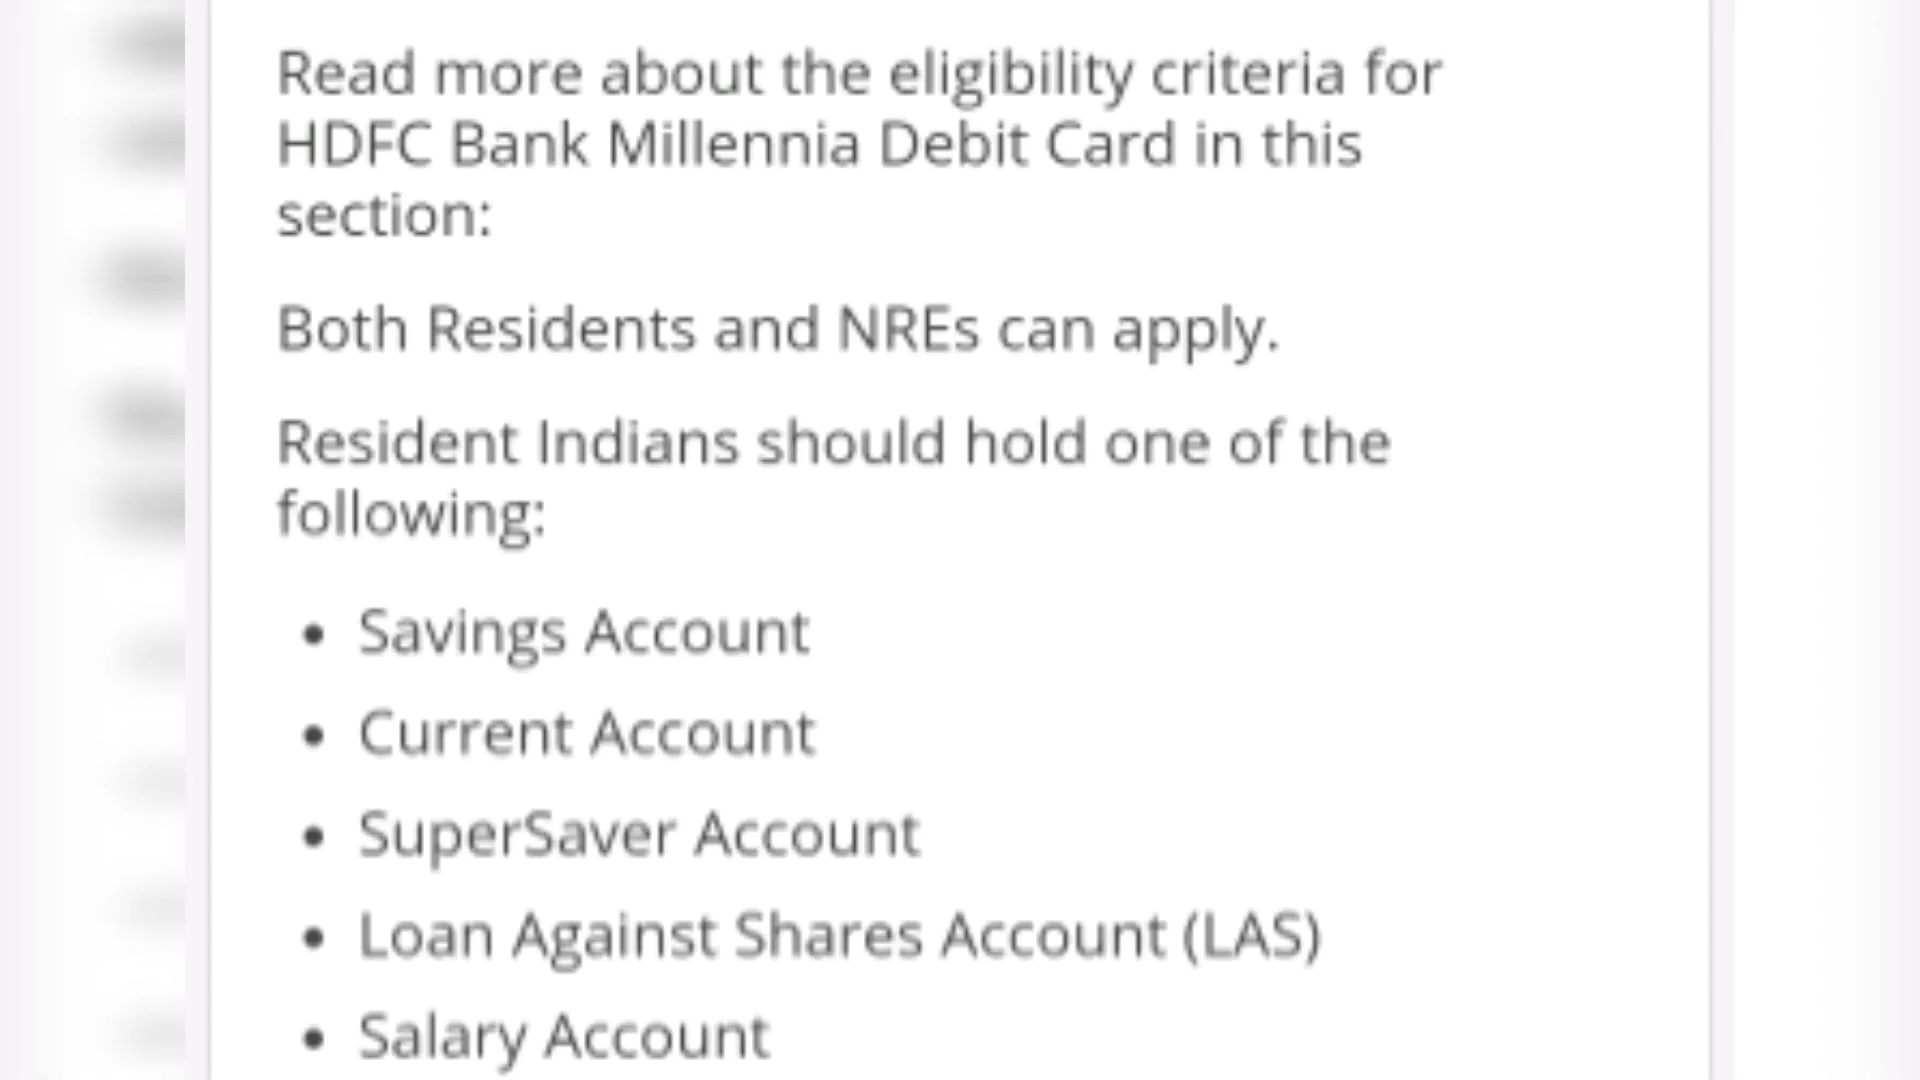 Read more about the eligibility criteria for
HDFC Bank Millennia Debit Card in this
section:
Both Residents and NREs can apply.
Resident Indians should hold one of the
following:
• Savings Account
• Current Account
• SuperSaver Account
• Loan Against Shares Account (LAS)
• Salary Account